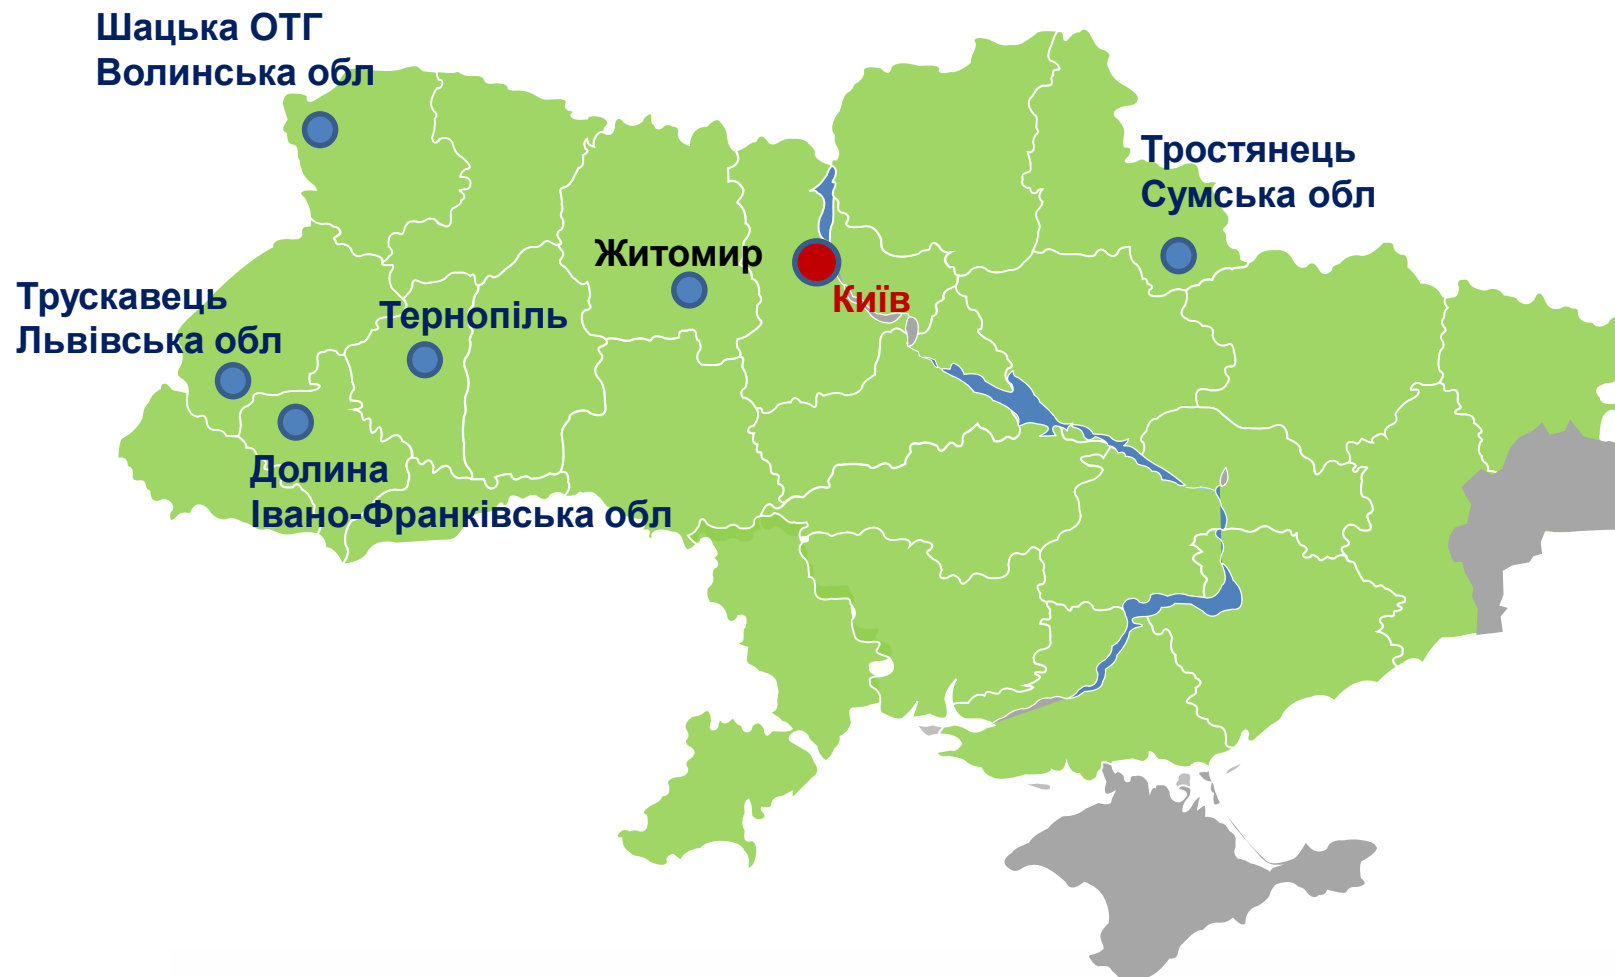 Шацька ОТГ
Волинська обл
Тростянець
Сумська обл
Житомир
Київ
Трускавець
Львівська обл
Тернопіль
Долина
Івано-Франківська обл